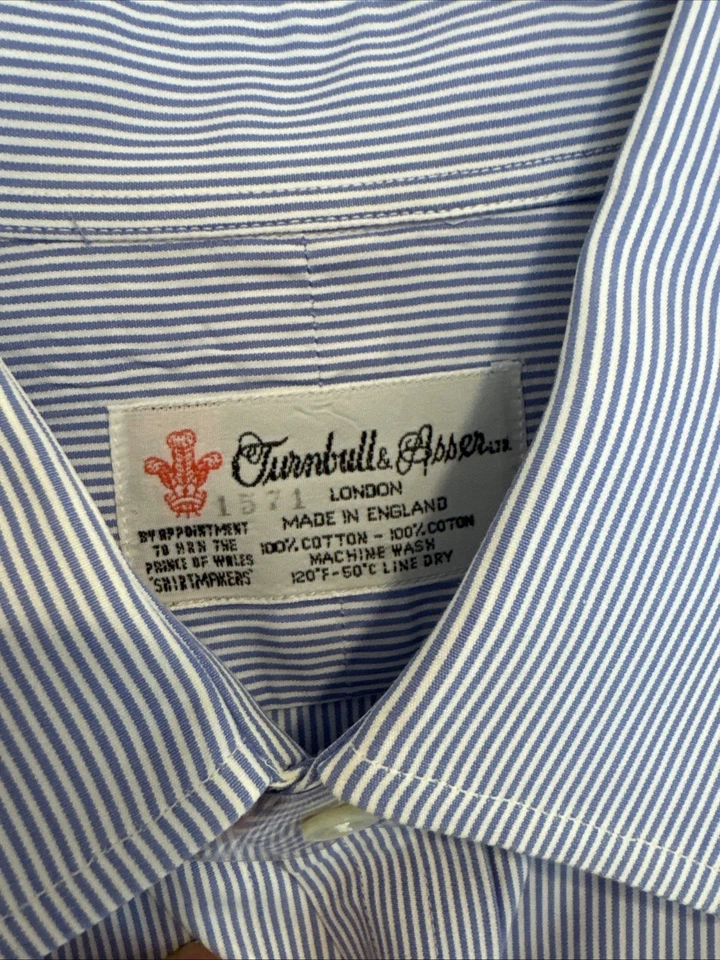 Turnbull & Asser LTD.
1571
LONDON
MADE IN ENGLAND
100% COTTON - 100% COTON
MACHINE WASH
120°F-50°C LINE DRY
BY APPOINTMENT
TO HRH THE
PRINCE OF WALES
'SHIRTMAKERS'